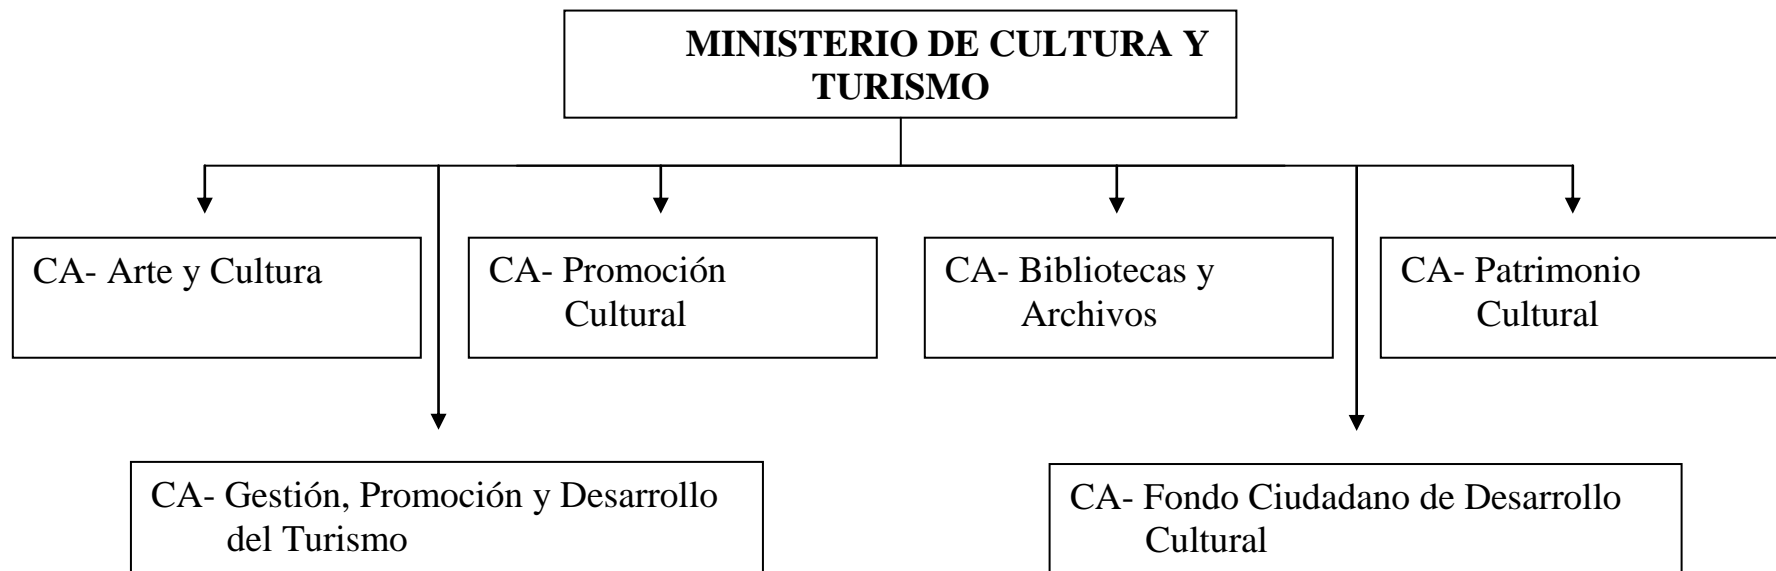 MINISTERIO DE CULTURA Y
TURISMO
CA- Arte y Cultura
CA- Promoción
Cultural
CA- Bibliotecas y
Archivos
CA- Patrimonio
Cultural
CA- Gestión, Promoción y Desarrollo
del Turismo
CA- Fondo Ciudadano de Desarrollo
Cultural